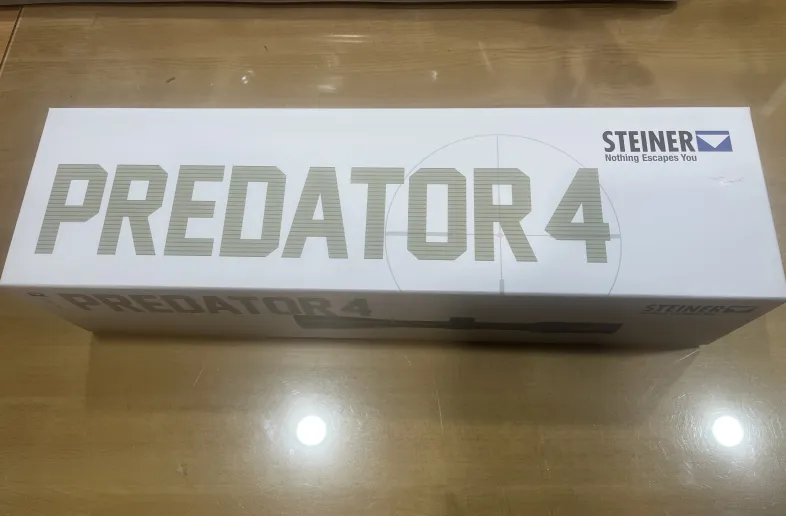 STEINER
Nothing Escapes You
PREDATOR 4
PREDATOR 4
STEINER